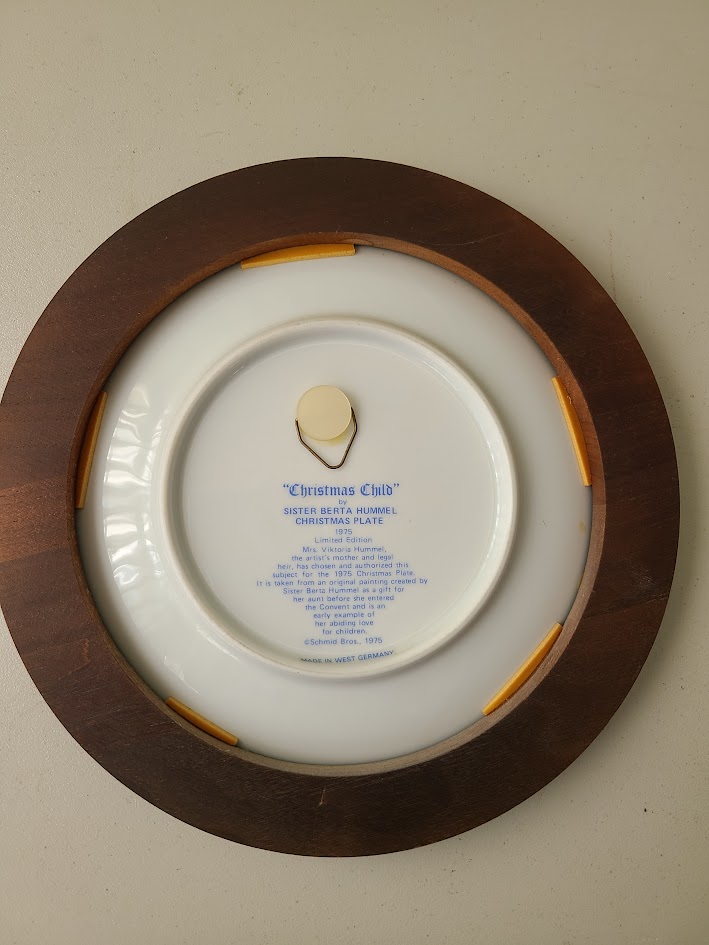 “Christmas Child”
by
SISTER BERTA HUMMEL
CHRISTMAS PLATE
1975
Limited Edition
Mrs. Viktoria Hummel,
the artist's mother and legal
heir, has chosen and authorized this
subject for the 1975 Christmas Plate.
It is taken from an original painting created by
Sister Berta Hummel as a gift for
her aunt before she entered
the Convent and is an
early example of
her abiding love
for children.
©Schmid Bros., 1975
MADE IN WEST GERMANY